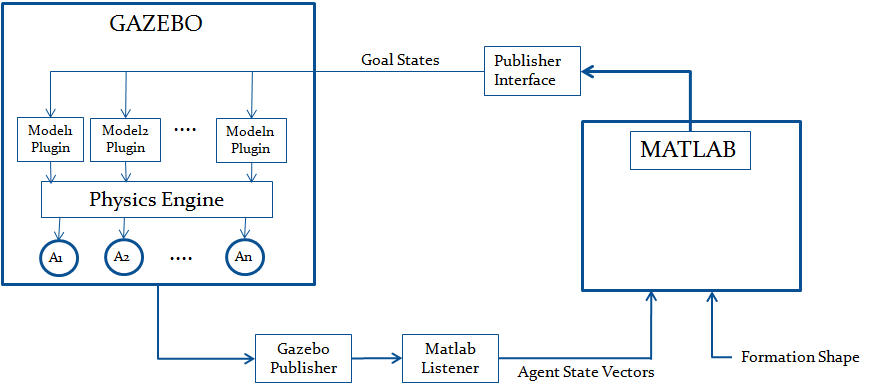 GAZEBO
Goal States
Publisher
Interface
Model1
Plugin
Model2
Plugin
....
Modeln
Plugin
MATLAB
Physics Engine
A1
A2
....
An
Gazebo
Publisher
Matlab
Listener
Agent State Vectors
Formation Shape